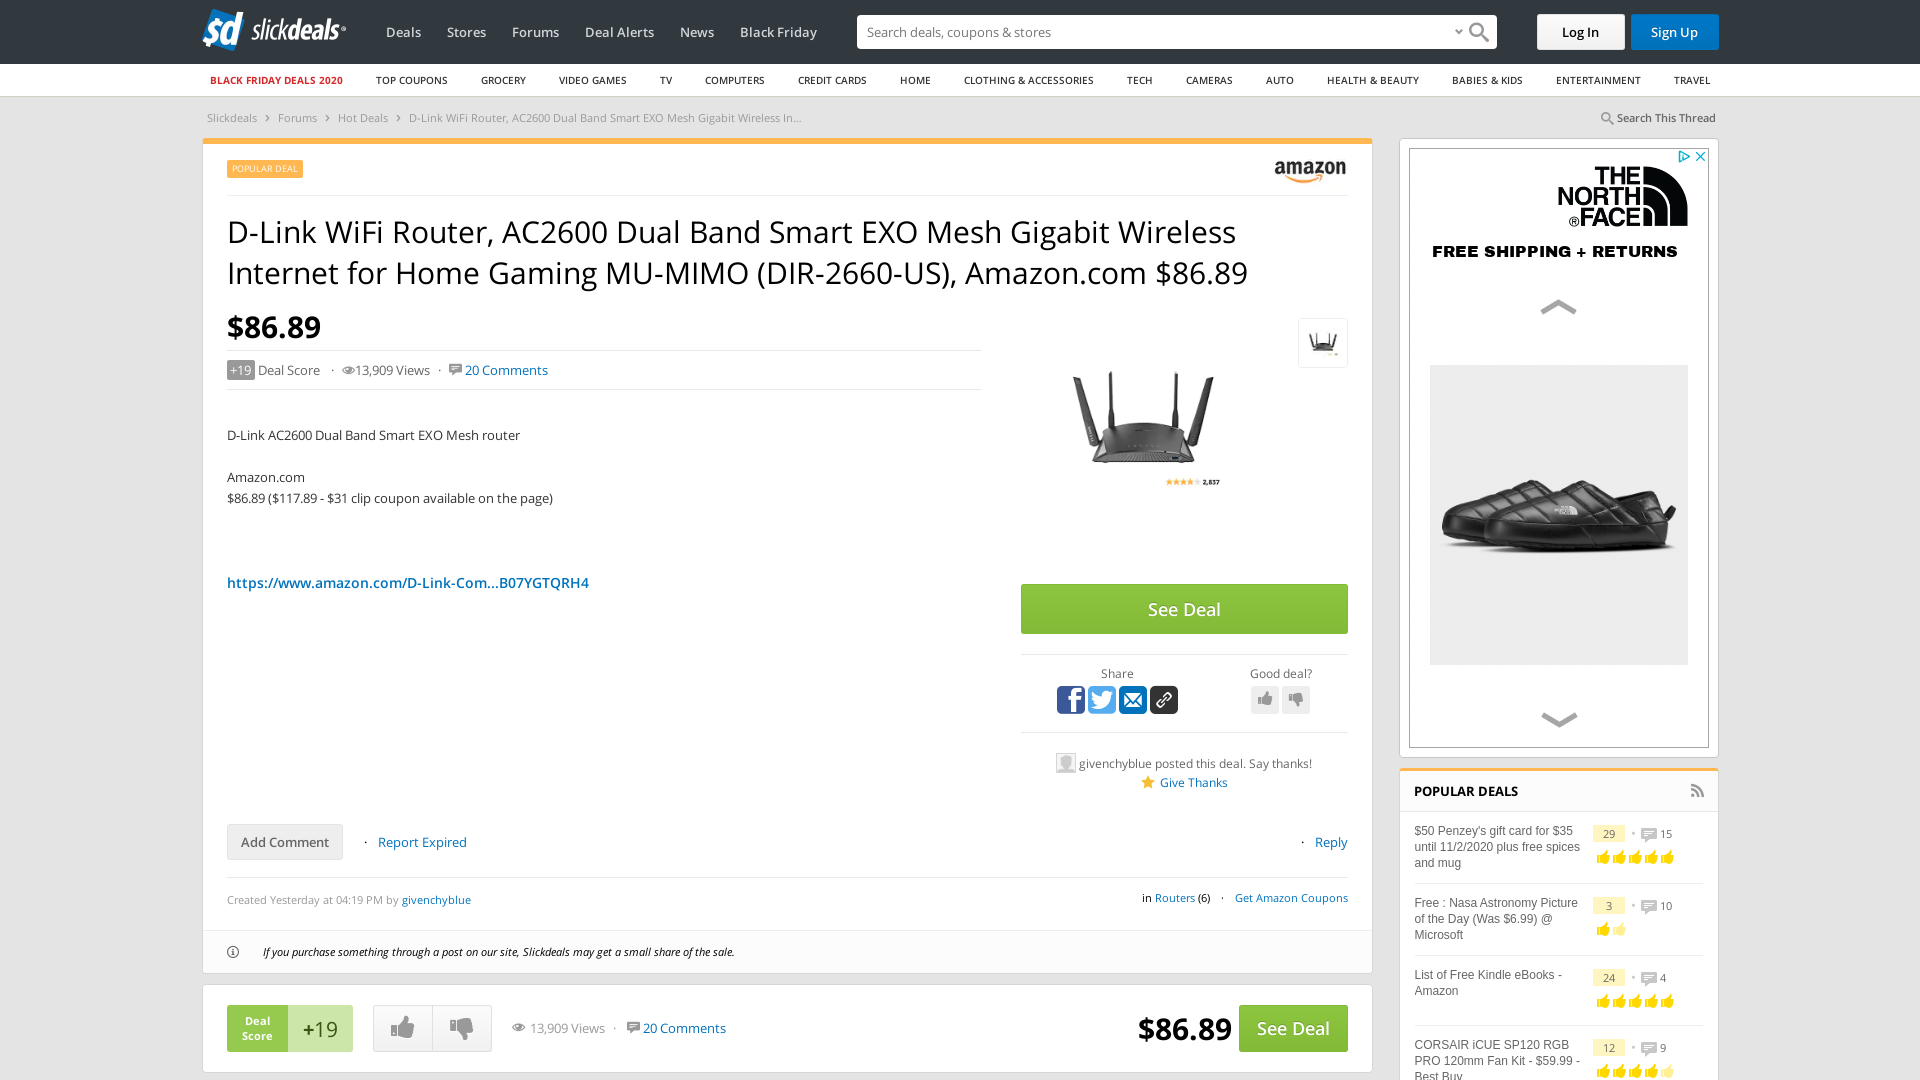 sd slickdeals
Deals Stores Forums Deal Alerts News Black Friday
Search deals, coupons & stores
Log In
Sign Up
BLACK FRIDAY DEALS 2020 TOP COUPONS GROCERY VIDEO GAMES TV COMPUTERS CREDIT CARDS HOME CLOTHING & ACCESSORIES TECH CAMERAS AUTO HEALTH & BEAUTY BABIES & KIDS ENTERTAINMENT TRAVEL
Slickdeals > Forums > Hot Deals > D-Link WiFi Router, AC2600 Dual Band Smart EXO Mesh Gigabit Wireless In...
Search This Thread
POPULAR DEAL
amazon
D-Link WiFi Router, AC2600 Dual Band Smart EXO Mesh Gigabit Wireless
Internet for Home Gaming MU-MIMO (DIR-2660-US), Amazon.com $86.89
$86.89
+19 Deal Score · 13,909 Views · 20 Comments
D-Link AC2600 Dual Band Smart EXO Mesh router
Amazon.com
$86.89 ($117.89 - $31 clip coupon available on the page)
https://www.amazon.com/D-Link-Com...B07YGTQRH4
2,837
See Deal
Share
Good deal?
givenchyblue posted this deal. Say thanks!
Give Thanks
Add Comment · Report Expired
· Reply
Created Yesterday at 04:19 PM by givenchyblue
in Routers (6) · Get Amazon Coupons
If you purchase something through a post on our site, Slickdeals may get a small share of the sale.
Deal
Score
+19
13,909 Views · 20 Comments
$86.89
See Deal
THE
NORTH
®FACE
FREE SHIPPING + RETURNS
POPULAR DEALS
$50 Penzey's gift card for $35
until 11/2/2020 plus free spices
and mug
29 • 15
Free : Nasa Astronomy Picture
of the Day (Was $6.99) @
Microsoft
3 • 10
List of Free Kindle eBooks -
Amazon
24 • 4
CORSAIR iCUE SP120 RGB
PRO 120mm Fan Kit - $59.99 -
Best Buy
12 • 9